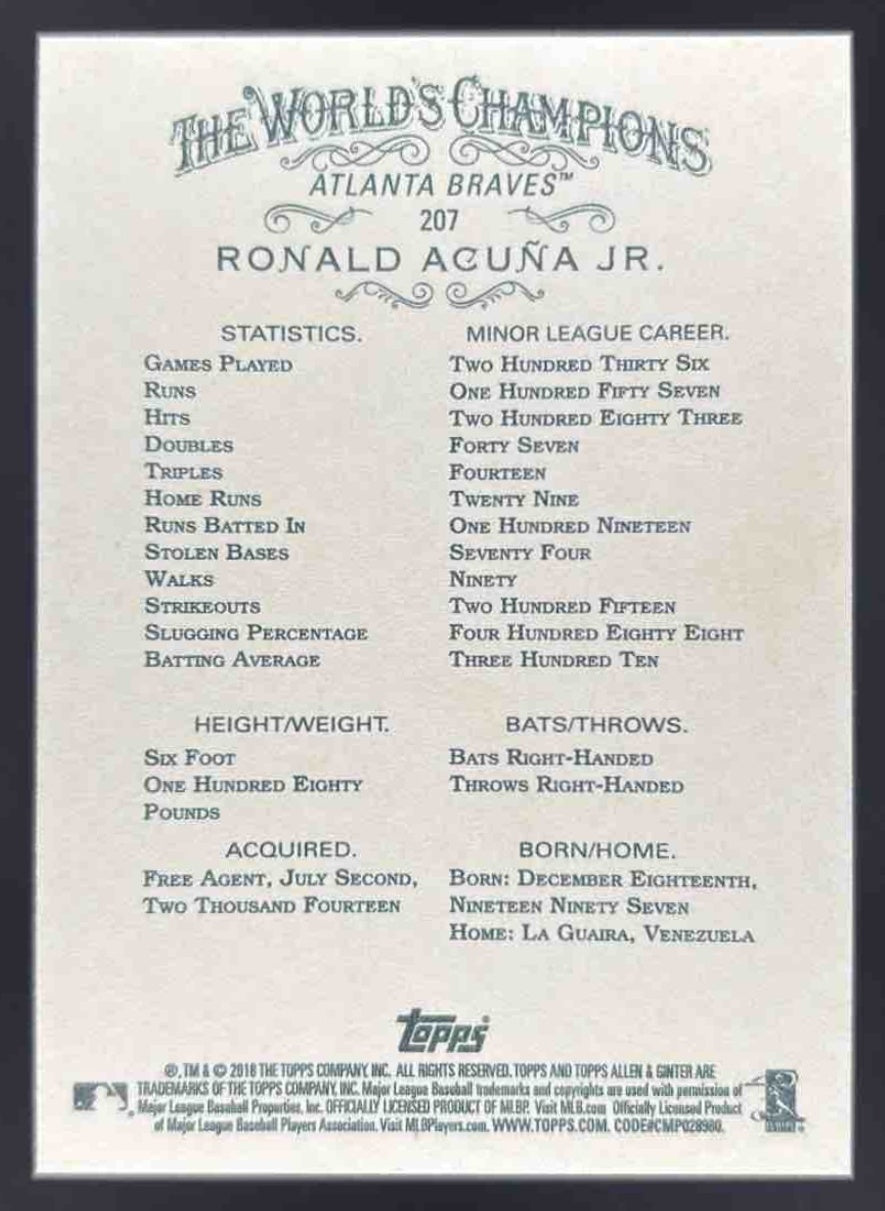 THE WORLD'S CHAMPIONS
ATLANTA BRAVES™
207
RONALD ACUÑA JR.
STATISTICS. MINOR LEAGUE CAREER.
GAMES PLAYED TWO HUNDRED THIRTY SIX
RUNS ONE HUNDRED FIFTY SEVEN
HITS TWO HUNDRED EIGHTY THREE
DOUBLES FORTY SEVEN
TRIPLES FOURTEEN
HOME RUNS TWENTY NINE
RUNS BATTED IN ONE HUNDRED NINETEEN
STOLEN BASES SEVENTY FOUR
WALKS NINETY
STRIKEOUTS TWO HUNDRED FIFTEEN
SLUGGING PERCENTAGE FOUR HUNDRED EIGHTY EIGHT
BATTING AVERAGE THREE HUNDRED TEN
HEIGHT/WEIGHT. BATS/THROWS.
SIX FOOT BATS RIGHT-HANDED
ONE HUNDRED EIGHTY THROWS RIGHT-HANDED
POUNDS
ACQUIRED. BORN/HOME.
FREE AGENT, JULY SECOND, BORN: DECEMBER EIGHTEENTH,
TWO THOUSAND FOURTEEN NINETEEN NINETY SEVEN
HOME: LA GUAIRA, VENEZUELA
topps
®, TM & © 2018 THE TOPPS COMPANY, INC. ALL RIGHTS RESERVED. TOPPS AND TOPPS ALLEN & GINTER ARE
TRADEMARKS OF THE TOPPS COMPANY, INC. Major League Baseball trademarks and copyrights are used with permission of
Major League Baseball Properties, Inc. OFFICIALLY LICENSED PRODUCT OF MLBP. Visit MLB.com Officially Licensed Product
of Major League Baseball Players Association. Visit MLBPlayers.com. WWW.TOPPS.COM. CODE#CMP028980.